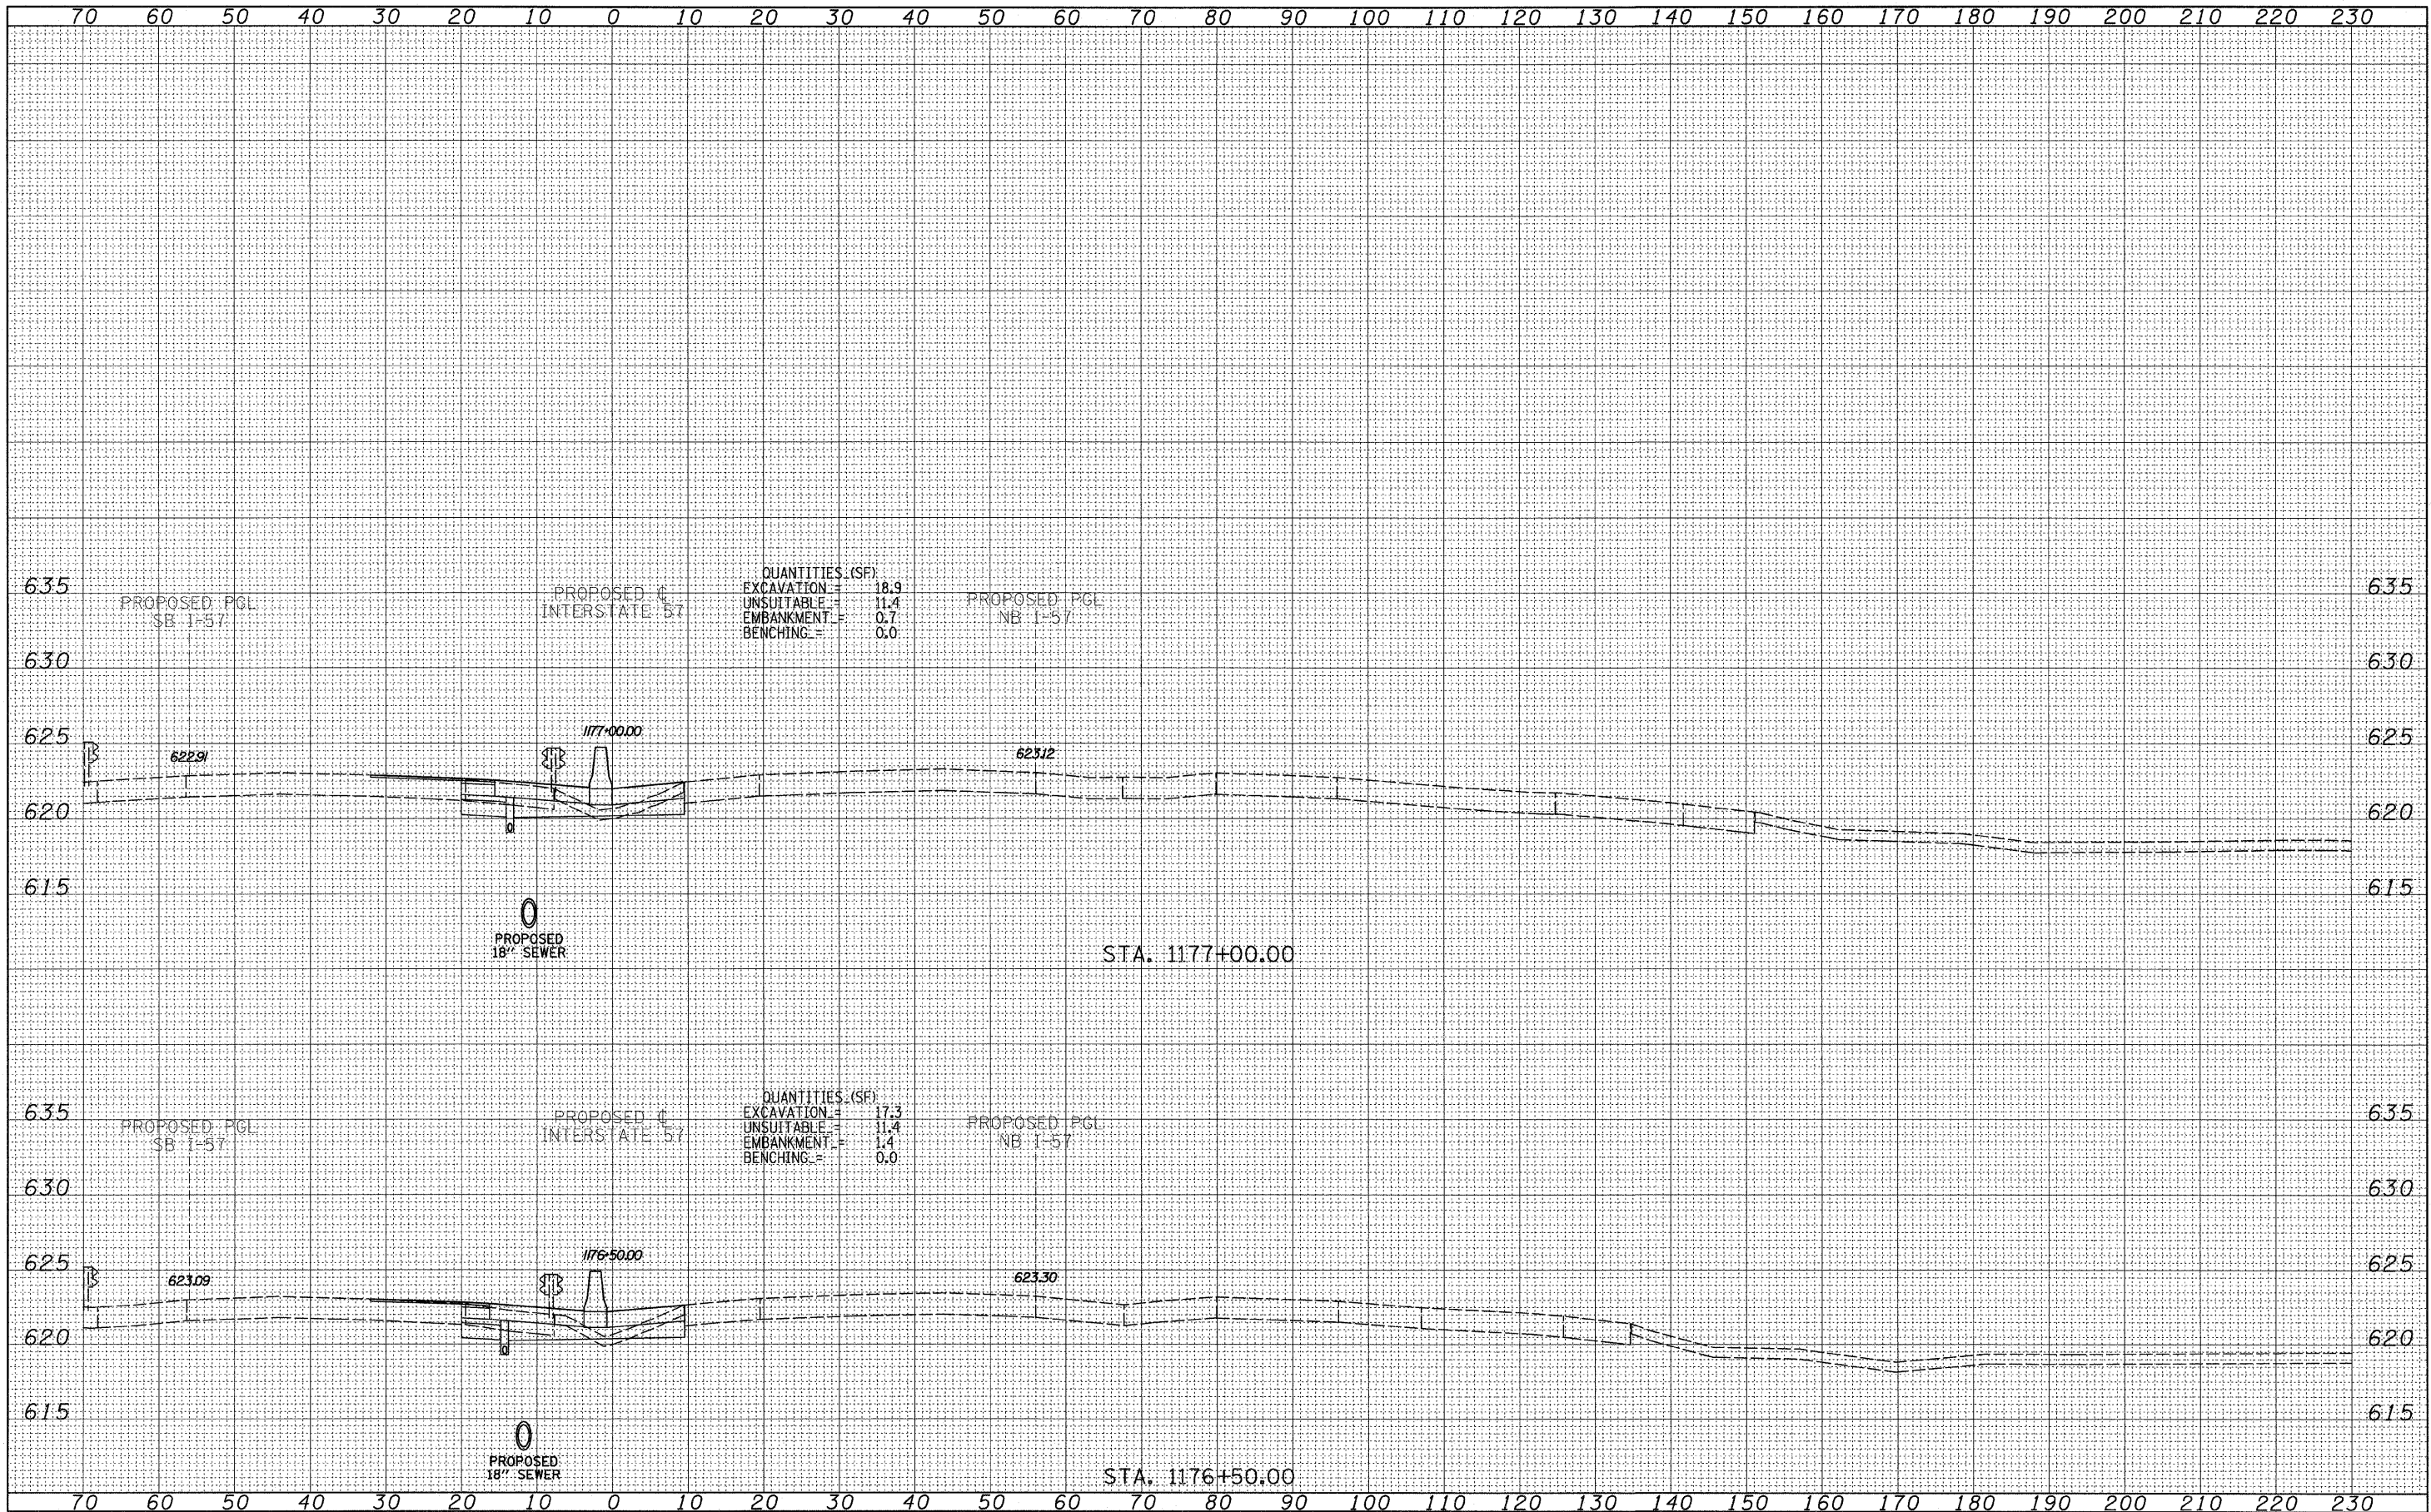 70 60 50 40 30 20 10 0 10 20 30 40 50 60 70 80 90 100 110 120 130 140 150 160 170 180 190 200 210 220 230
QUANTITIES (SF)
EXCAVATION = 18.9
UNSUITABLE = 11.4
EMBANKMENT = 0.7
BENCHING = 0.0
635 635
PROPOSED PGL
SB I-57
PROPOSED ℄
INTERSTATE 57
PROPOSED PGL
NB I-57
630 630
1177+00.00
625 625
622.91 623.12
620 620
615 615
PROPOSED
18" SEWER
STA. 1177+00.00
QUANTITIES (SF)
EXCAVATION = 17.3
UNSUITABLE = 11.4
EMBANKMENT = 1.4
BENCHING = 0.0
635 635
PROPOSED PGL
SB I-57
PROPOSED ℄
INTERSTATE 57
PROPOSED PGL
NB I-57
630 630
1176+50.00
625 625
623.09 623.30
620 620
615 615
PROPOSED
18" SEWER
STA. 1176+50.00
70 60 50 40 30 20 10 0 10 20 30 40 50 60 70 80 90 100 110 120 130 140 150 160 170 180 190 200 210 220 230